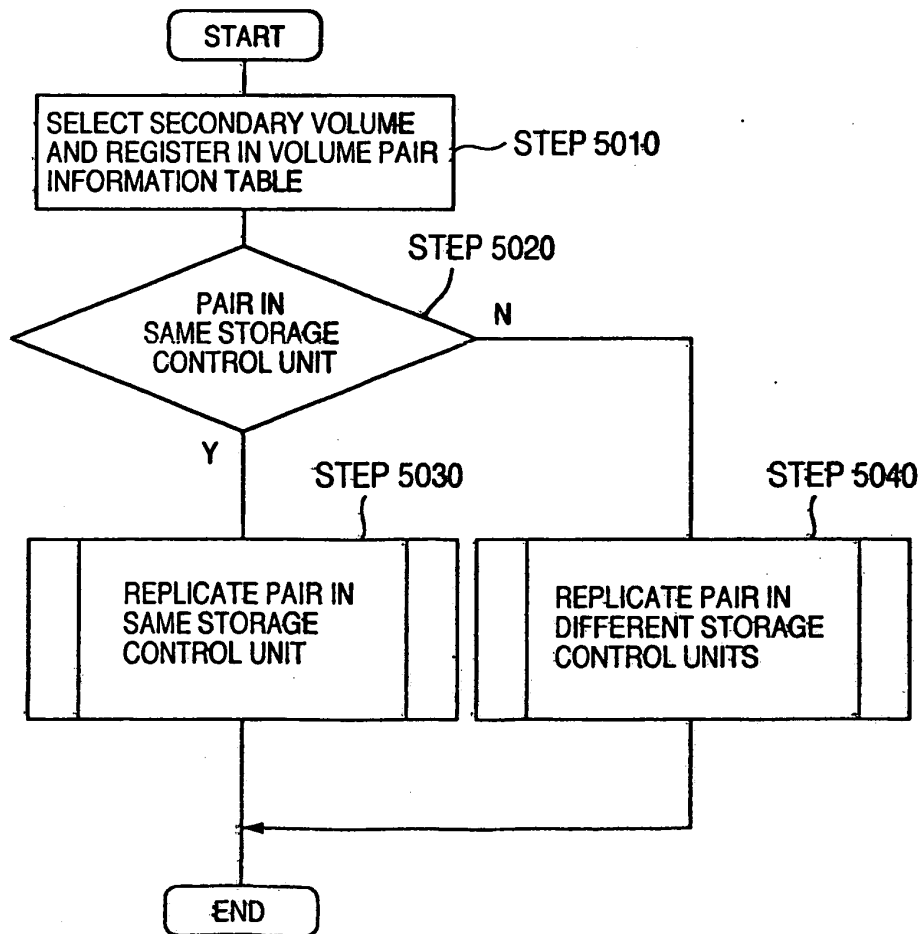 START
SELECT SECONDARY VOLUME
AND REGISTER IN VOLUME PAIR
INFORMATION TABLE
STEP 5010
STEP 5020
PAIR IN
SAME STORAGE
CONTROL UNIT
N
Y
STEP 5030
STEP 5040
REPLICATE PAIR IN
SAME STORAGE
CONTROL UNIT
REPLICATE PAIR IN
DIFFERENT STORAGE
CONTROL UNITS
END